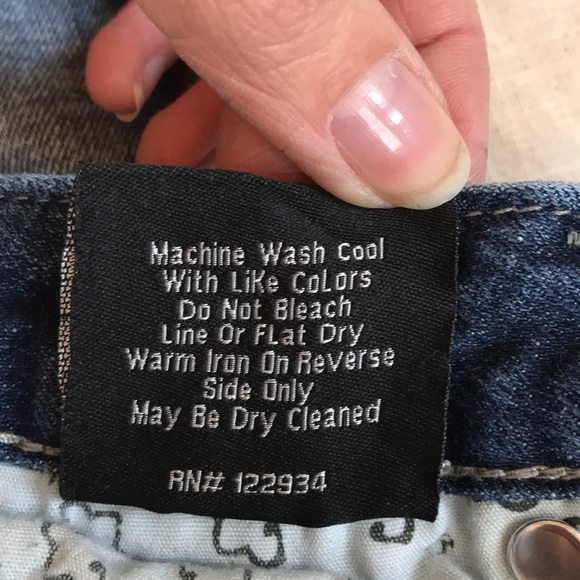 Machine Wash Cool
With Like Colors
Do Not Bleach
Line Or Flat Dry
Warm Iron On Reverse
Side Only
May Be Dry Cleaned
RN# 122934